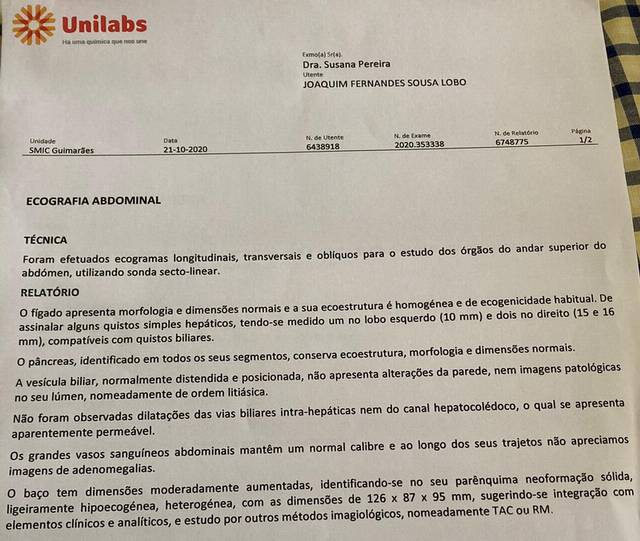 Unilabs
Há uma química que nos une
Exmo(a) Sr(a).
Dra. Susana Pereira
Utente
JOAQUIM FERNANDES SOUSA LOBO
Unidade Data N. de Utente N. de Exame N. de Relatório Página
SMIC Guimarães 21-10-2020 6438918 2020.353338 6748775 1/2
ECOGRAFIA ABDOMINAL
TÉCNICA
Foram efetuados ecogramas longitudinais, transversais e oblíquos para o estudo dos órgãos do andar superior do
abdómen, utilizando sonda secto-linear.
RELATÓRIO
O fígado apresenta morfologia e dimensões normais e a sua ecoestrutura é homogénea e de ecogenicidade habitual. De
assinalar alguns quistos simples hepáticos, tendo-se medido um no lobo esquerdo (10 mm) e dois no direito (15 e 16
mm), compatíveis com quistos biliares.
O pâncreas, identificado em todos os seus segmentos, conserva ecoestrutura, morfologia e dimensões normais.
A vesícula biliar, normalmente distendida e posicionada, não apresenta alterações da parede, nem imagens patológicas
no seu lúmen, nomeadamente de ordem litiásica.
Não foram observadas dilatações das vias biliares intra-hepáticas nem do canal hepatocolédoco, o qual se apresenta
aparentemente permeável.
Os grandes vasos sanguíneos abdominais mantêm um normal calibre e ao longo dos seus trajetos não apreciamos
imagens de adenomegalias.
O baço tem dimensões moderadamente aumentadas, identificando-se no seu parênquima neoformação sólida,
ligeiramente hipoecogénea, heterogénea, com as dimensões de 126 x 87 x 95 mm, sugerindo-se integração com
elementos clínicos e analíticos, e estudo por outros métodos imagiológicos, nomeadamente TAC ou RM.